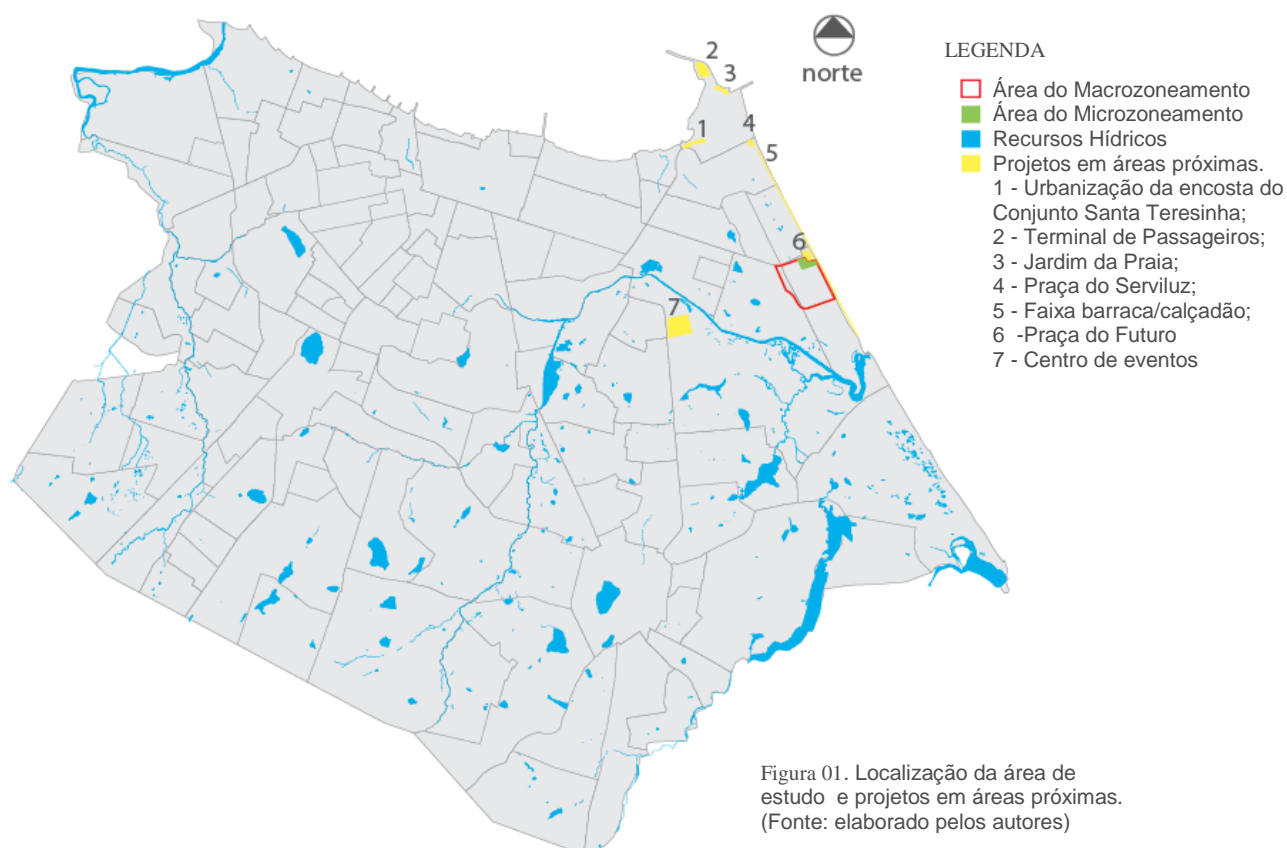 2
3
norte
1
4
5
6
7
LEGENDA
Área do Macrozoneamento
Área do Microzoneamento
Recursos Hídricos
Projetos em áreas próximas.
1 - Urbanização da encosta do
Conjunto Santa Teresinha;
2 - Terminal de Passageiros;
3 - Jardim da Praia;
4 - Praça do Serviluz;
5 - Faixa barraca/calçadão;
6 -Praça do Futuro
7 - Centro de eventos
Figura 01. Localização da área de
estudo e projetos em áreas próximas.
(Fonte: elaborado pelos autores)